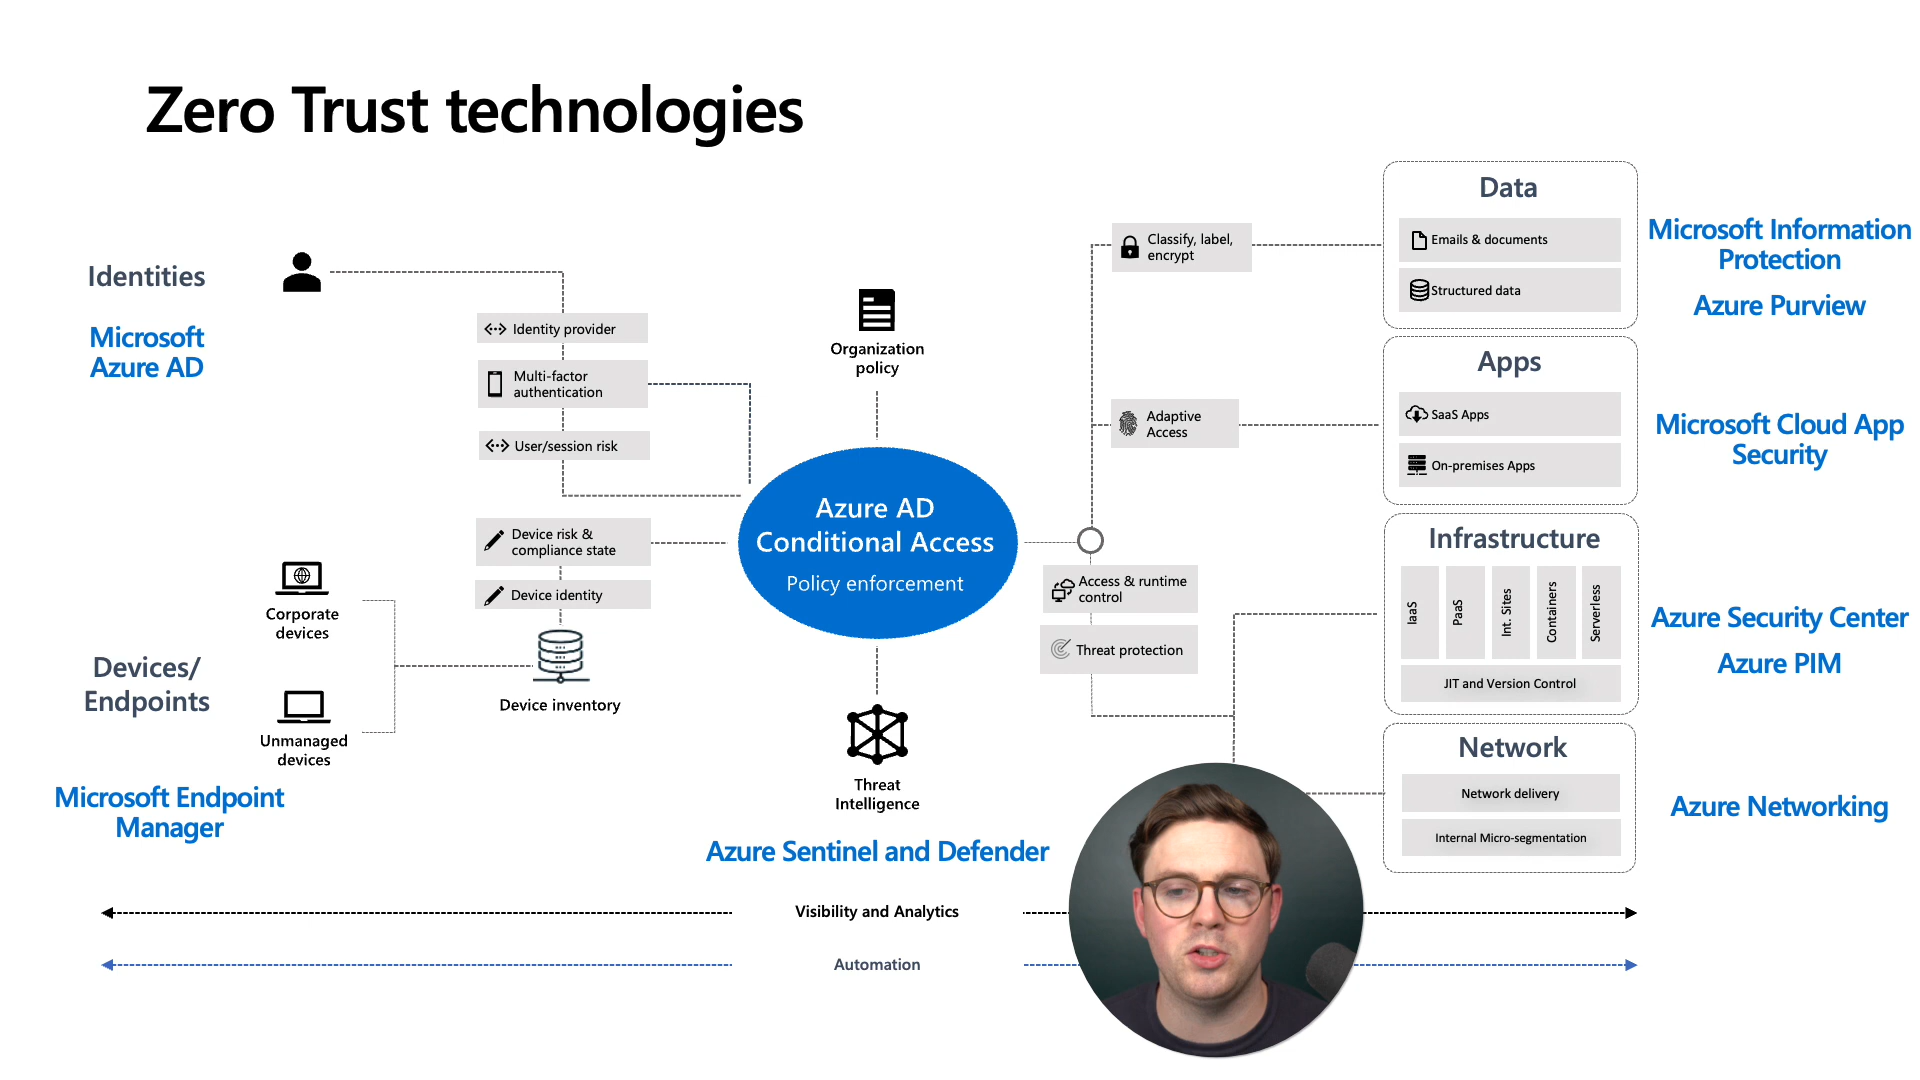 Zero Trust technologies
Identities
Microsoft
Azure AD
Identity provider
Multi-factor
authentication
User/session risk
Device risk &
compliance state
Device identity
Corporate
devices
Devices/
Endpoints
Unmanaged
devices
Device inventory
Microsoft Endpoint
Manager
Organization
policy
Azure AD
Conditional Access
Policy enforcement
Threat
Intelligence
Azure Sentinel and Defender
Classify, label,
encrypt
Adaptive
Access
Access & runtime
control
Threat protection
Data
Emails & documents
Structured data
Microsoft Information
Protection
Azure Purview
Apps
SaaS Apps
On-premises Apps
Microsoft Cloud App
Security
Infrastructure
IaaS
PaaS
Int. Sites
Containers
Serverless
JIT and Version Control
Azure Security Center
Azure PIM
Network
Network delivery
Internal Micro-segmentation
Azure Networking
Visibility and Analytics
Automation